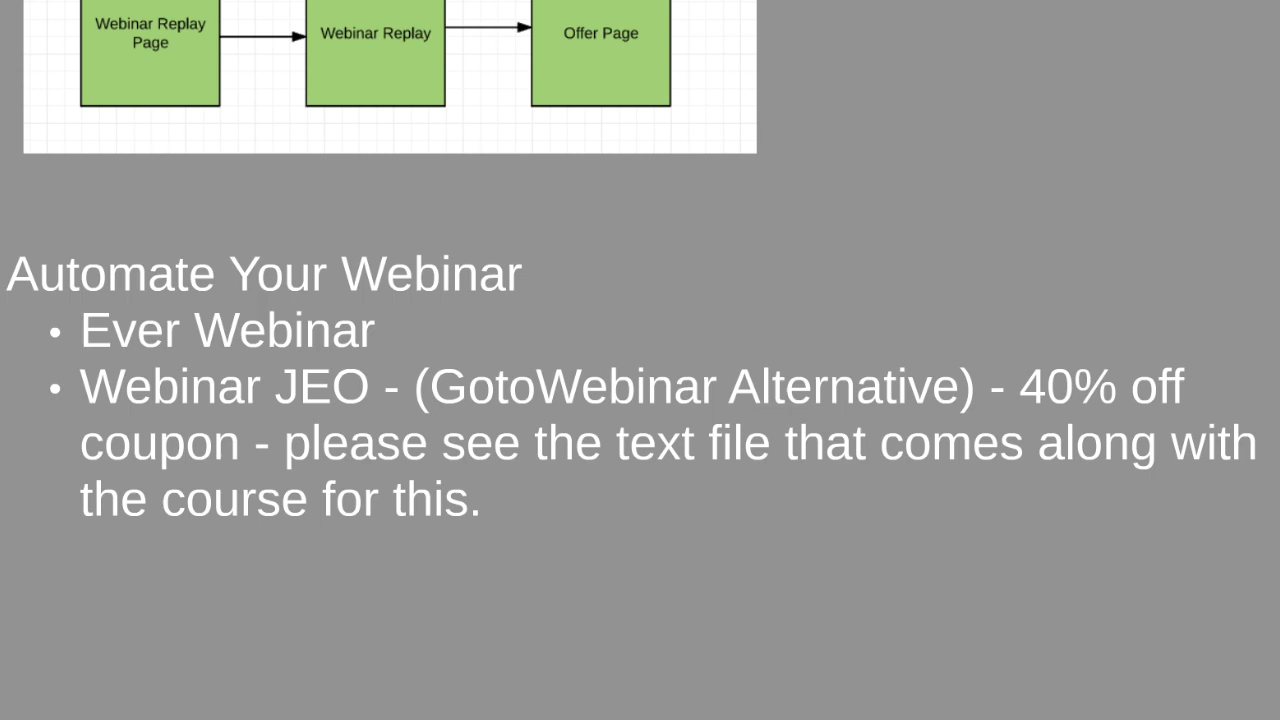 Webinar Replay
Page
Webinar Replay
Offer Page
Automate Your Webinar
• Ever Webinar
• Webinar JEO - (GotoWebinar Alternative) - 40% off
coupon - please see the text file that comes along with
the course for this.